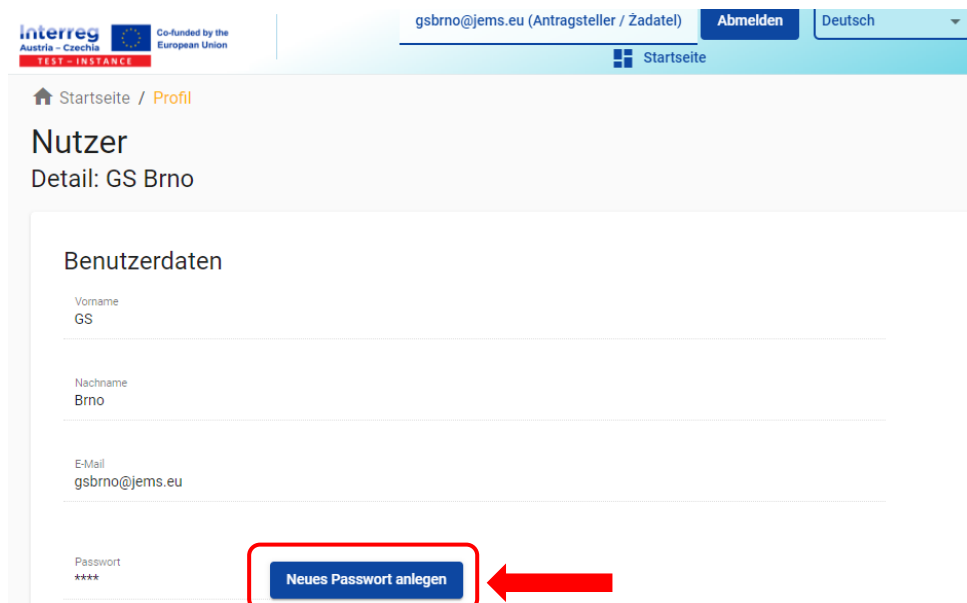 Interreg
Co-funded by the
European Union
Austria – Czechia
TEST – INSTANCE
gsbrno@jems.eu (Antragsteller / Žadatel)
Abmelden
Deutsch
Startseite
Startseite / Profil
Nutzer
Detail: GS Brno
Benutzerdaten
Vorname
GS
Nachname
Brno
E-Mail
gsbrno@jems.eu
Passwort
****
Neues Passwort anlegen